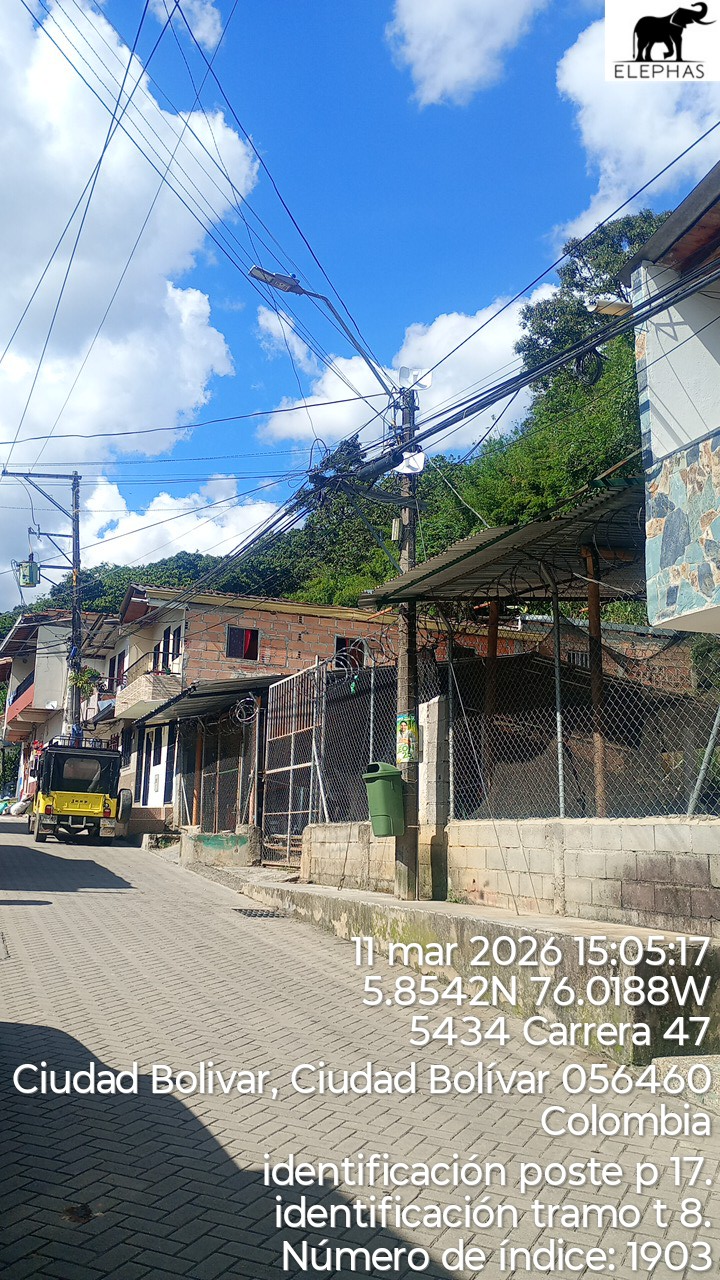 ELEPHAS
Jeep
11 mar 2026 15:05:17
5.8542N 76.0188W
5434 Carrera 47
Ciudad Bolivar, Ciudad Bolívar 056460
Colombia
identificación poste p 17.
identificación tramo t 8.
Número de índice: 1903